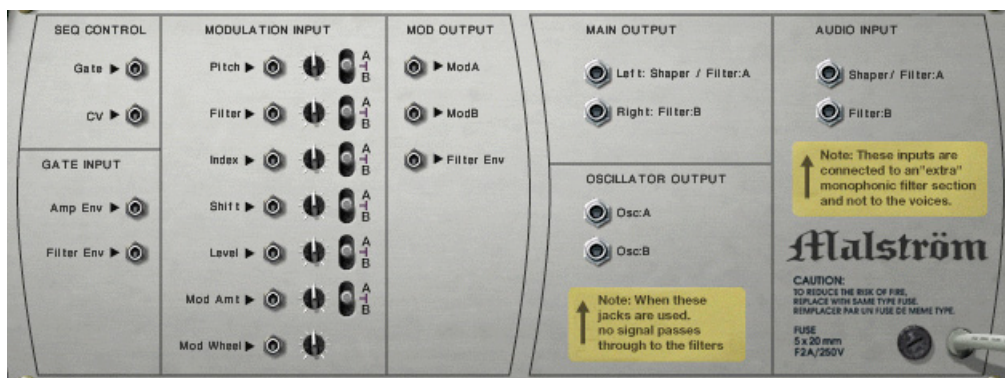 SEQ CONTROL
Gate
CV
GATE INPUT
Amp Env
Filter Env
MODULATION INPUT
Pitch
A
B
Filter
A
B
Index
A
B
Shift
A
B
Level
A
B
Mod Amt
A
B
Mod Wheel
MOD OUTPUT
ModA
ModB
Filter Env
MAIN OUTPUT
Left: Shaper / Filter:A
Right: Filter:B
OSCILLATOR OUTPUT
Osc:A
Osc:B
Note: When these
jacks are used.
no signal passes
through to the filters
AUDIO INPUT
Shaper/ Filter:A
Filter:B
Note: These inputs are
connected to an"extra"
monophonic filter section
and not to the voices.
Malström
CAUTION:
TO REDUCE THE RISK OF FIRE,
REPLACE WITH SAME TYPE FUSE.
REMPLACER PAR UN FUSE DE MEME TYPE.
FUSE
5 x 20 mm
F2A/250V